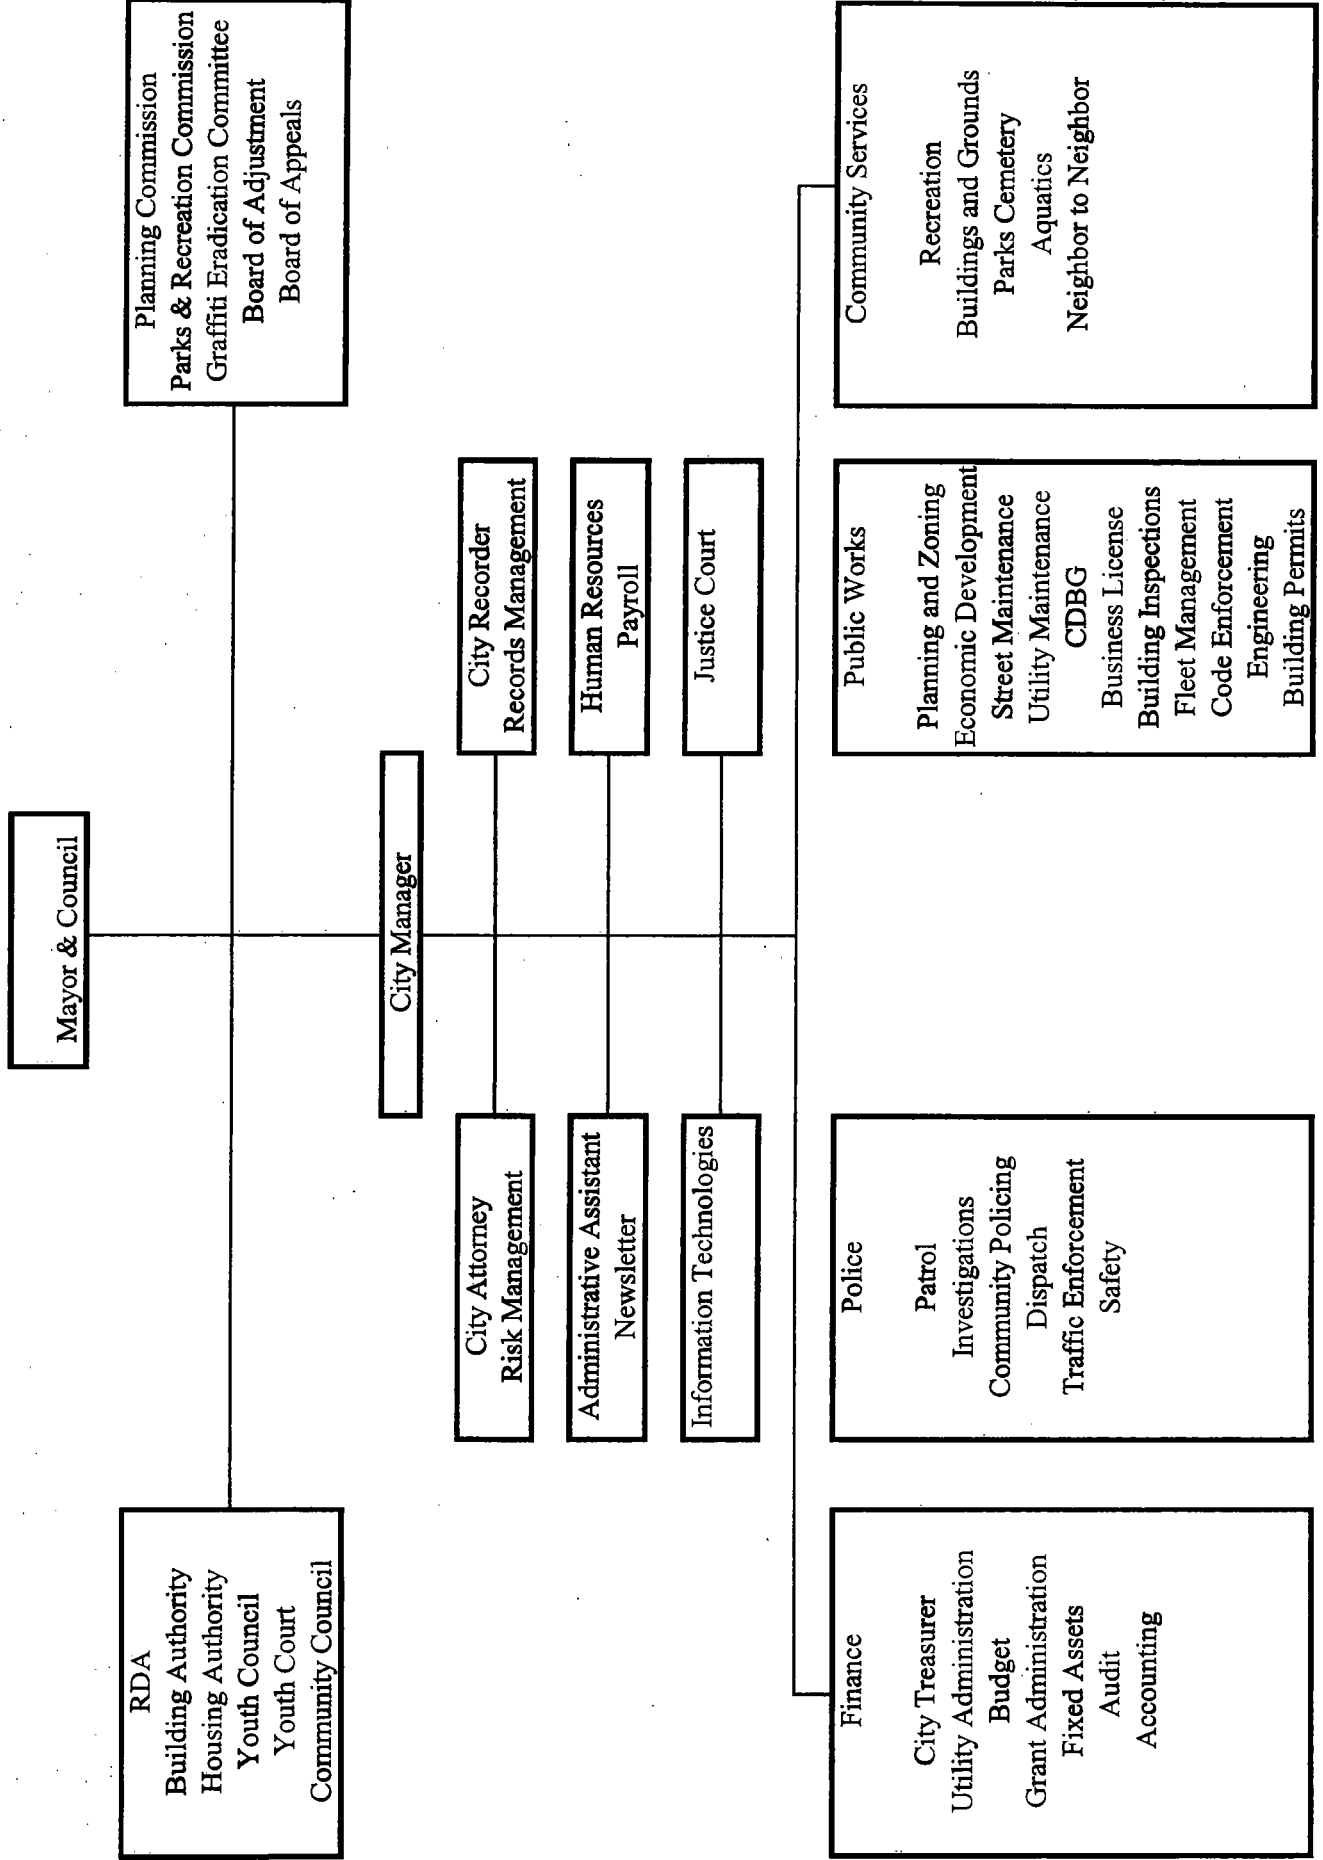 Mayor & Council
RDA
Building Authority
Housing Authority
Youth Council
Youth Court
Community Council
Planning Commission
Parks & Recreation Commission
Graffiti Eradication Committee
Board of Adjustment
Board of Appeals
City Manager
City Attorney
Risk Management
City Recorder
Records Management
Administrative Assistant
Newsletter
Human Resources
Payroll
Information Technologies
Justice Court
Finance
City Treasurer
Utility Administration
Budget
Grant Administration
Fixed Assets
Audit
Accounting
Police
Patrol
Investigations
Community Policing
Dispatch
Traffic Enforcement
Safety
Public Works
Planning and Zoning
Economic Development
Street Maintenance
Utility Maintenance
CDBG
Business License
Building Inspections
Fleet Management
Code Enforcement
Engineering
Building Permits
Community Services
Recreation
Buildings and Grounds
Parks Cemetery
Aquatics
Neighbor to Neighbor